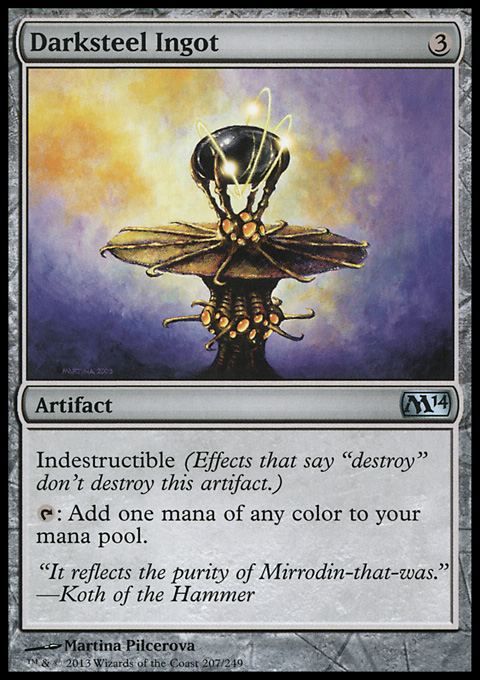 Darksteel Ingot 3
MARTINA 2003
Artifact M14
Indestructible (Effects that say “destroy”
don’t destroy this artifact.)
: Add one mana of any color to your
mana pool.
“It reflects the purity of Mirrodin-that-was.”
—Koth of the Hammer
Martina Pilcerova
™ & © 2013 Wizards of the Coast 207/249